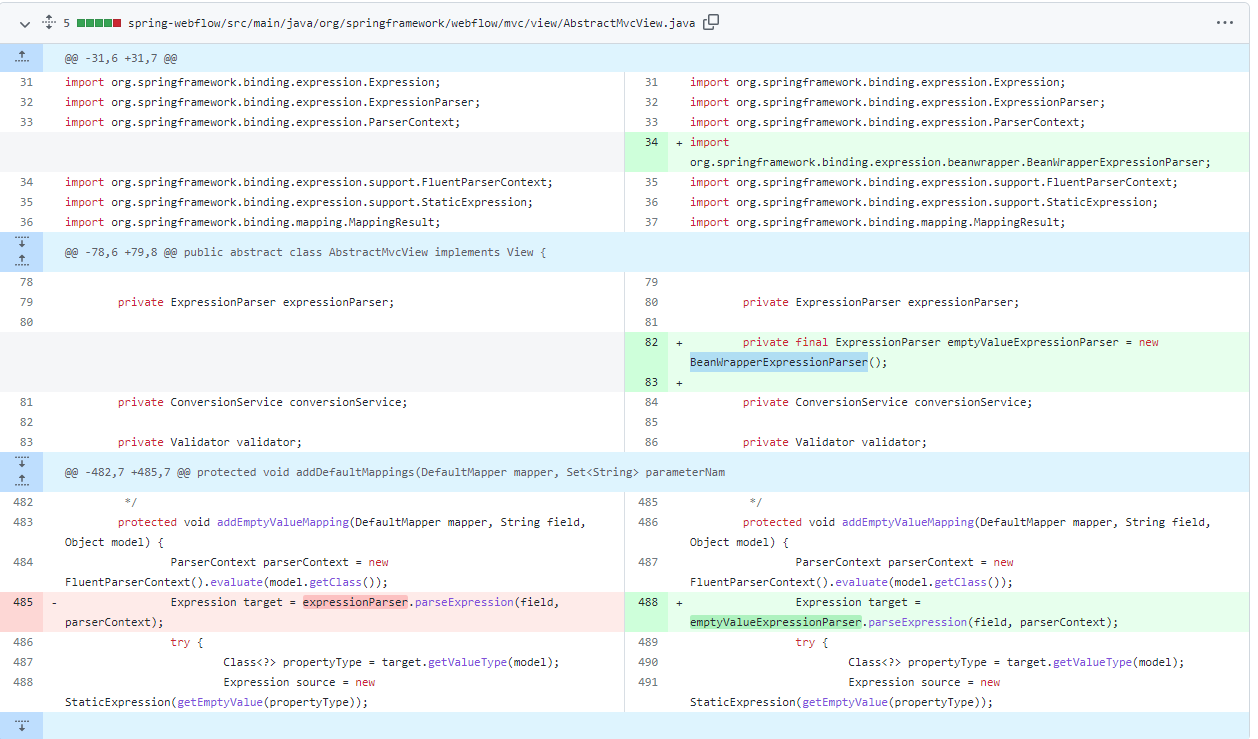 5 spring-webflow/src/main/java/org/springframework/webflow/mvc/view/AbstractMvcView.java
@@ -31,6 +31,7 @@
31 import org.springframework.binding.expression.Expression; 31 import org.springframework.binding.expression.Expression;
32 import org.springframework.binding.expression.ExpressionParser; 32 import org.springframework.binding.expression.ExpressionParser;
33 import org.springframework.binding.expression.ParserContext; 33 import org.springframework.binding.expression.ParserContext;
34 + import
org.springframework.binding.expression.beanwrapper.BeanWrapperExpressionParser;
34 import org.springframework.binding.expression.support.FluentParserContext; 35 import org.springframework.binding.expression.support.FluentParserContext;
35 import org.springframework.binding.expression.support.StaticExpression; 36 import org.springframework.binding.expression.support.StaticExpression;
36 import org.springframework.binding.mapping.MappingResult; 37 import org.springframework.binding.mapping.MappingResult;
@@ -78,6 +79,8 @@ public abstract class AbstractMvcView implements View {
78 79
79 private ExpressionParser expressionParser; 80 private ExpressionParser expressionParser;
80 81
82 + private final ExpressionParser emptyValueExpressionParser = new
BeanWrapperExpressionParser();
83 +
81 private ConversionService conversionService; 84 private ConversionService conversionService;
82 85
83 private Validator validator; 86 private Validator validator;
@@ -482,7 +485,7 @@ protected void addDefaultMappings(DefaultMapper mapper, Set<String> parameterNam
482 */ 485 */
483 protected void addEmptyValueMapping(DefaultMapper mapper, String field, 486 protected void addEmptyValueMapping(DefaultMapper mapper, String field,
Object model) { Object model) {
484 ParserContext parserContext = new 487 ParserContext parserContext = new
FluentParserContext().evaluate(model.getClass()); FluentParserContext().evaluate(model.getClass());
485 - Expression target = expressionParser.parseExpression(field, 488 + Expression target =
parserContext); emptyValueExpressionParser.parseExpression(field, parserContext);
486 try { 489 try {
487 Class<?> propertyType = target.getValueType(model); 490 Class<?> propertyType = target.getValueType(model);
488 Expression source = new 491 Expression source = new
StaticExpression(getEmptyValue(propertyType)); StaticExpression(getEmptyValue(propertyType));